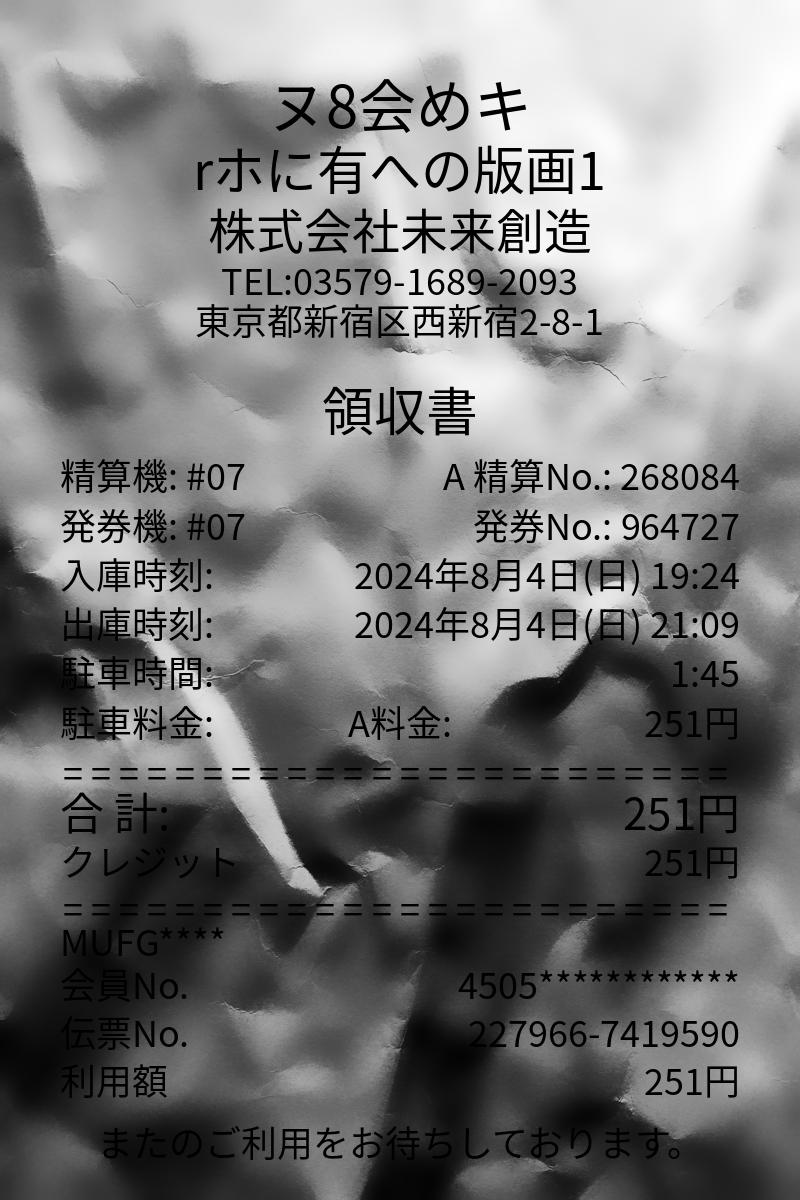 ヌ8会めキ
rホに有への版画1
株式会社未来創造
TEL:03579-1689-2093
東京都新宿区西新宿2-8-1
領収書
精算機: #07 A 精算No.: 268084
発券機: #07 発券No.: 964727
入庫時刻: 2024年8月4日(日) 19:24
出庫時刻: 2024年8月4日(日) 21:09
駐車時間: 1:45
駐車料金: A料金: 251円
========================
合 計: 251円
クレジット 251円
========================
MUFG****
会員No. 4505************
伝票No. 227966-7419590
利用額 251円
またのご利用をお待ちしております。